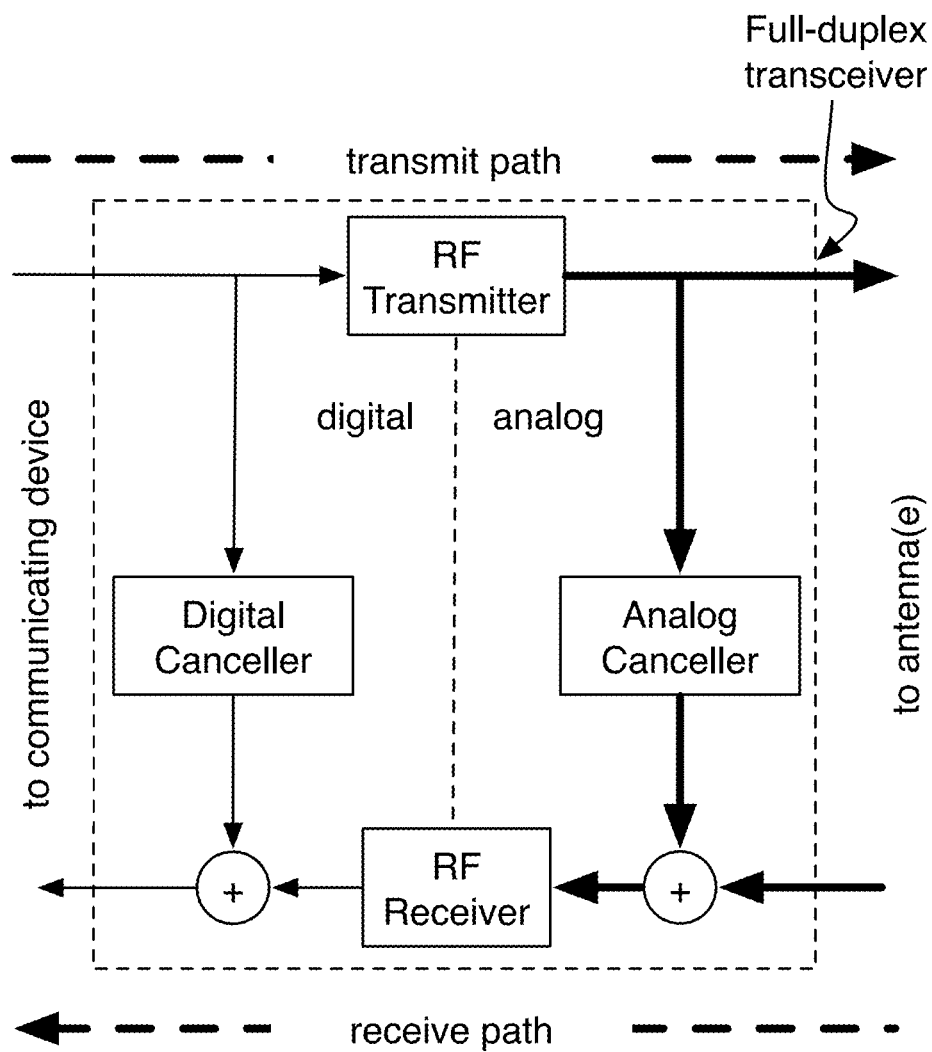 Full-duplex
transceiver
transmit path
RF
Transmitter
digital
analog
to communicating device
Digital
Canceller
Analog
Canceller
to antenna(e)
+
RF
Receiver
+
receive path